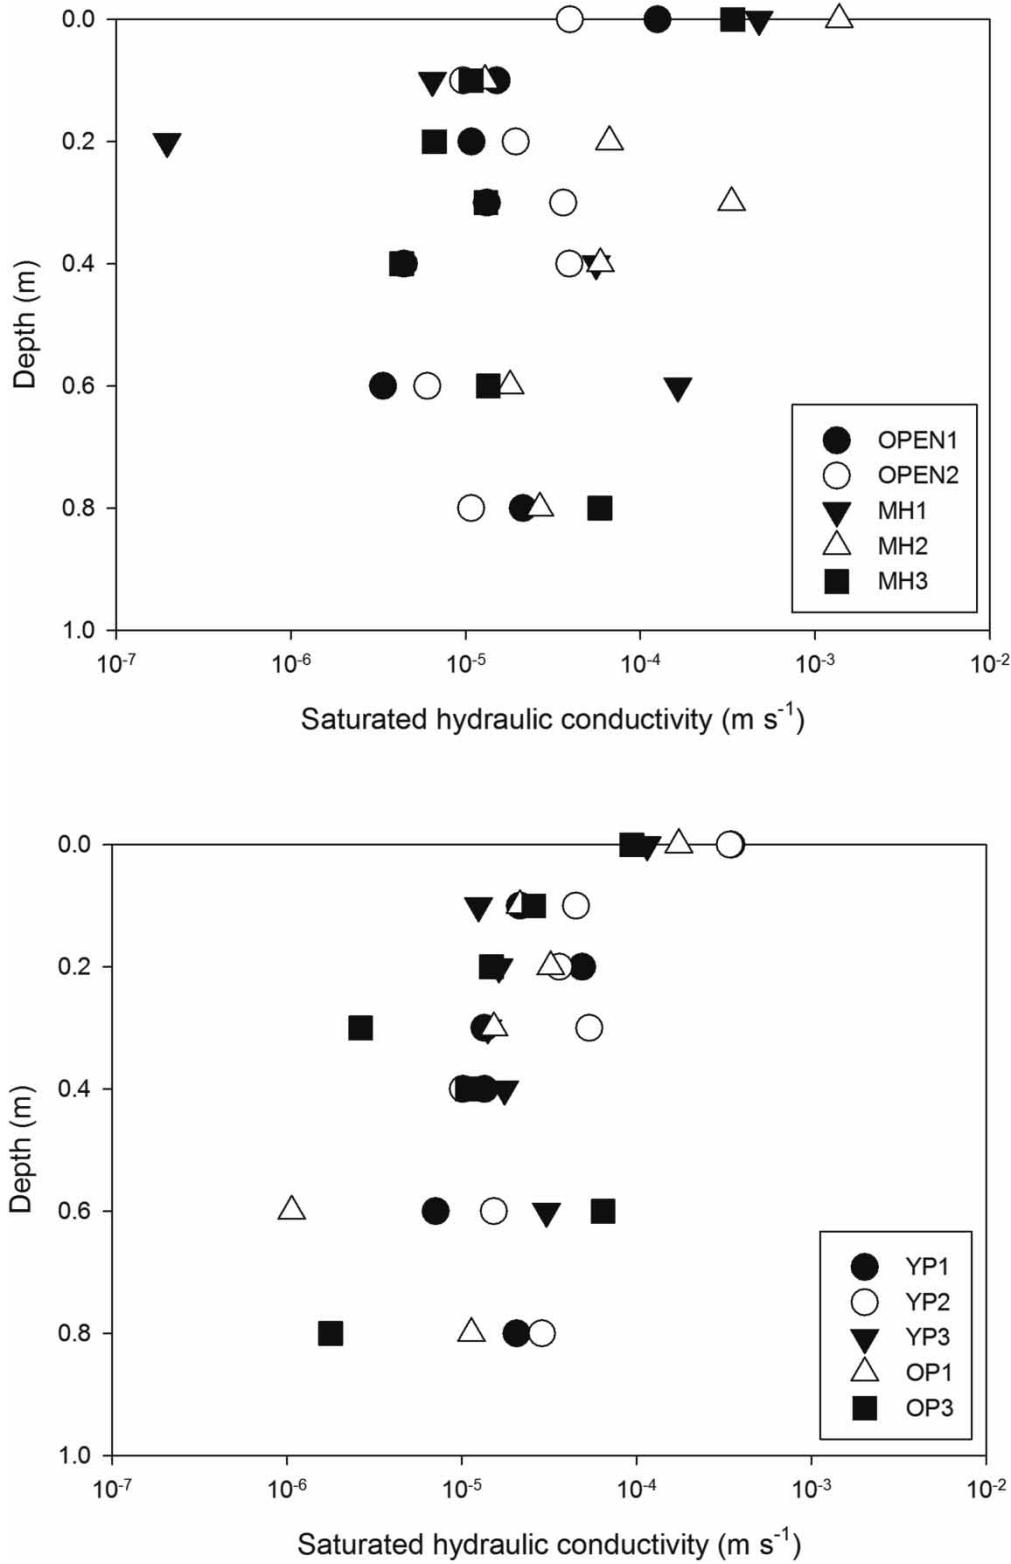 0.0
0.2
0.4
0.6
0.8
1.0
Depth (m)
10-7 10-6 10-5 10-4 10-3 10-2
Saturated hydraulic conductivity (m s-1)
OPEN1
OPEN2
MH1
MH2
MH3
0.0
0.2
0.4
0.6
0.8
1.0
Depth (m)
10-7 10-6 10-5 10-4 10-3 10-2
Saturated hydraulic conductivity (m s-1)
YP1
YP2
YP3
OP1
OP3